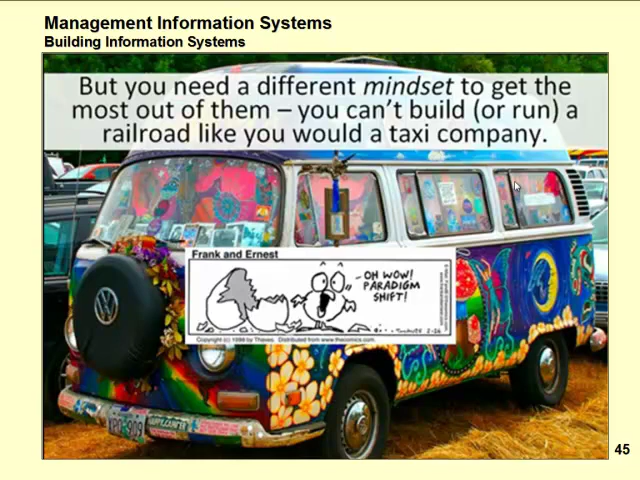 Management Information Systems
Building Information Systems
But you need a different mindset to get the
most out of them – you can't build (or run) a
railroad like you would a taxi company.
Frank and Ernest
OH WOW!
PARADIGM
SHIFT!
Copyright (c) 1998 by Thaves. Distributed from www.thecomics.com.
45